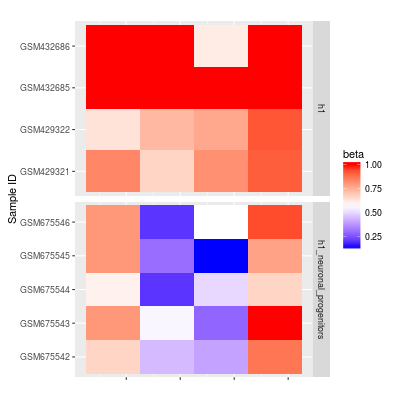 GSM432686
GSM432685
GSM429322
GSM429321
h1
GSM675546
GSM675545
GSM675544
GSM675543
GSM675542
h1_neuronal_progenitors
Sample ID
beta
1.00
0.75
0.50
0.25